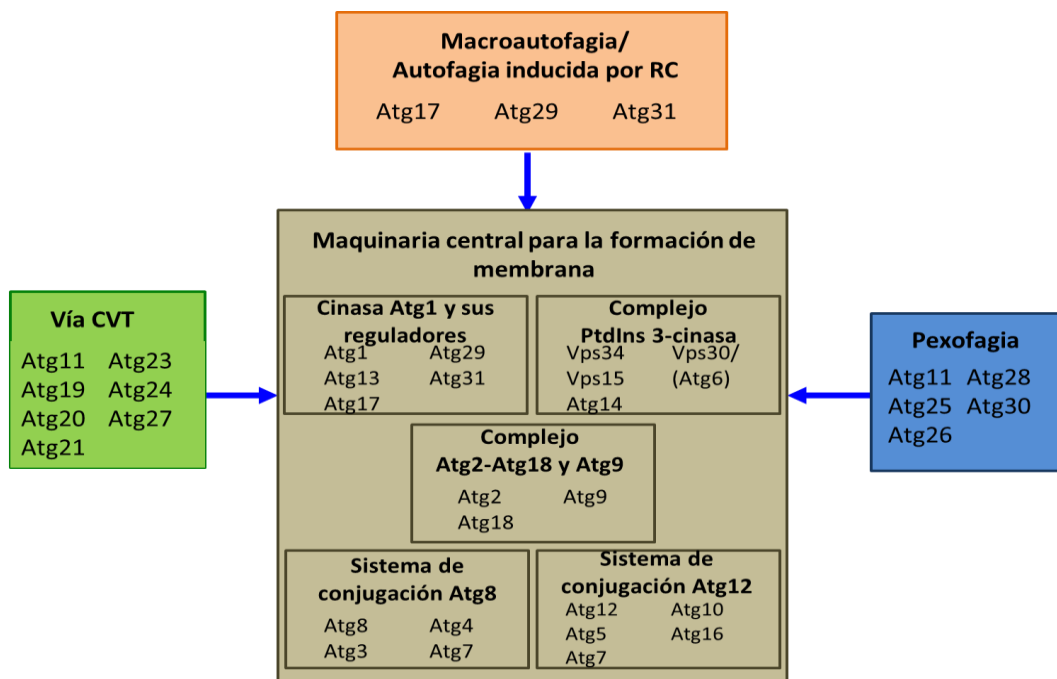 Macroautofagia/
Autofagia inducida por RC
Atg17 Atg29 Atg31
Maquinaria central para la formación de
membrana
Cinasa Atg1 y sus
reguladores
Atg1 Atg29
Atg13 Atg31
Atg17
Complejo
PtdIns 3-cinasa
Vps34 Vps30/
Vps15 (Atg6)
Atg14
Vía CVT
Atg11 Atg23
Atg19 Atg24
Atg20 Atg27
Atg21
Pexofagia
Atg11 Atg28
Atg25 Atg30
Atg26
Complejo
Atg2-Atg18 y Atg9
Atg2 Atg9
Atg18
Sistema de
conjugación Atg8
Atg8 Atg4
Atg3 Atg7
Sistema de
conjugación Atg12
Atg12 Atg10
Atg5 Atg16
Atg7